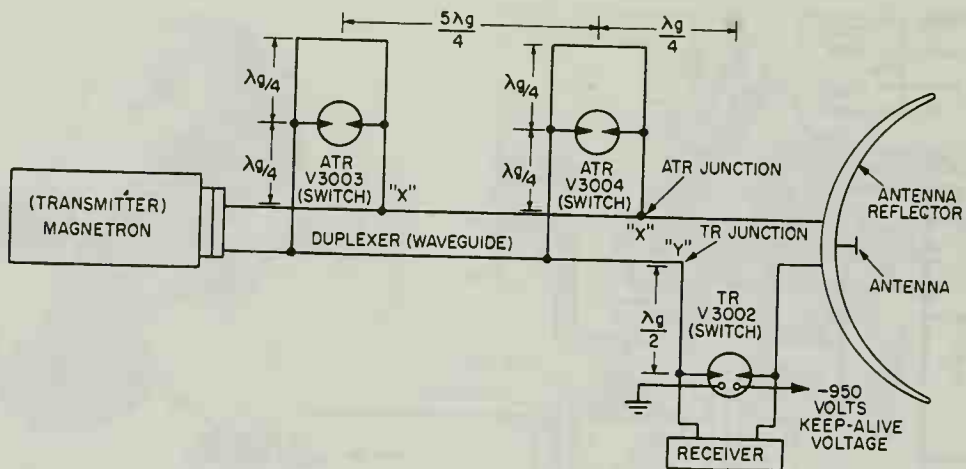 5λg
4
λg
4
λg/4
λg/4
ATR
V3003
(SWITCH)
"X"
λg/4
λg/4
ATR
V3004
(SWITCH)
"X"
ATR JUNCTION
(TRANSMITTER)
MAGNETRON
DUPLEXER (WAVEGUIDE)
"Y"
TR JUNCTION
ANTENNA
REFLECTOR
ANTENNA
λg
2
TR
V3002
(SWITCH)
-950
VOLTS
KEEP-ALIVE
VOLTAGE
RECEIVER